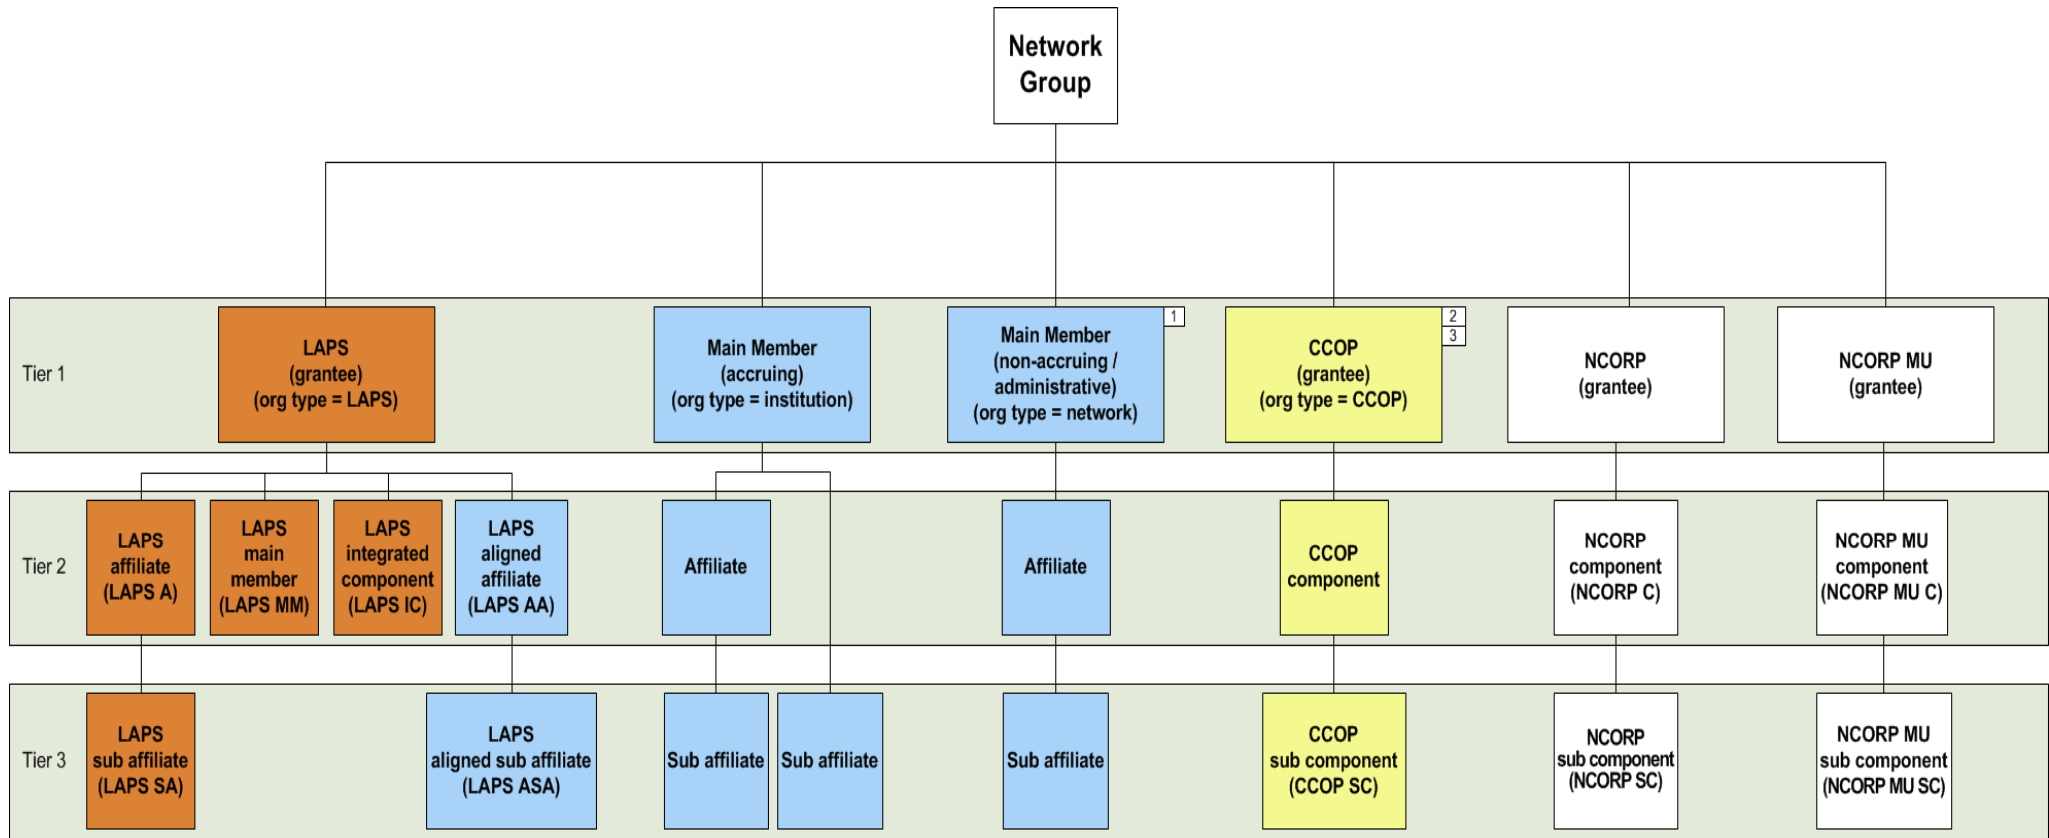 Network
Group
Tier 1
LAPS
(grantee)
(org type = LAPS)
Main Member
(accruing)
(org type = institution)
Main Member
(non-accruing /
administrative)
(org type = network)
1
CCOP
(grantee)
(org type = CCOP)
2
3
NCORP
(grantee)
NCORP MU
(grantee)
Tier 2
LAPS
affiliate
(LAPS A)
LAPS
main
member
(LAPS MM)
LAPS
integrated
component
(LAPS IC)
LAPS
aligned
affiliate
(LAPS AA)
Affiliate
Affiliate
CCOP
component
NCORP
component
(NCORP C)
NCORP MU
component
(NCORP MU C)
Tier 3
LAPS
sub affiliate
(LAPS SA)
LAPS
aligned sub affiliate
(LAPS ASA)
Sub affiliate
Sub affiliate
Sub affiliate
CCOP
sub component
(CCOP SC)
NCORP
sub component
(NCORP SC)
NCORP MU
sub component
(NCORP MU SC)